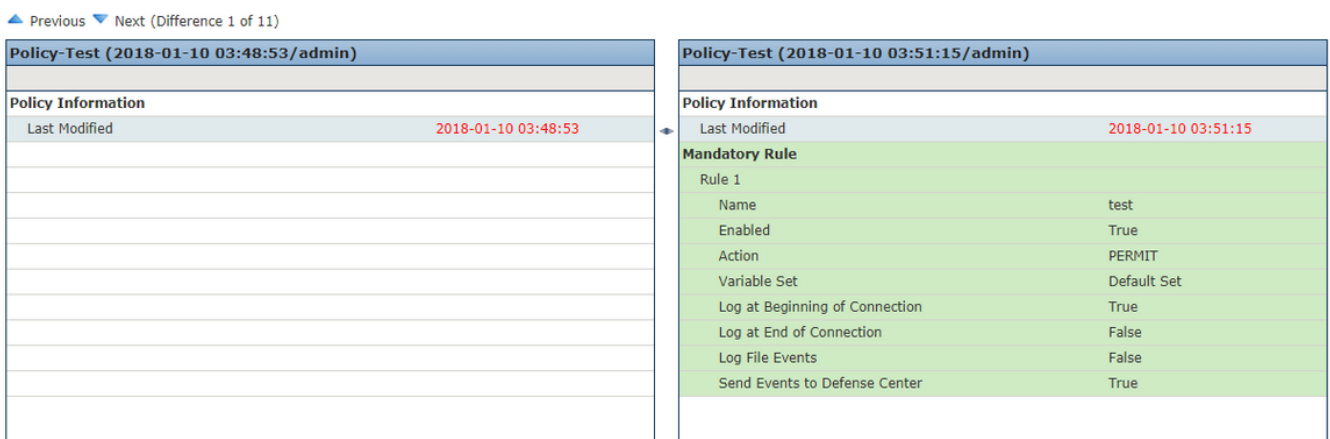 Previous Next (Difference 1 of 11)
Policy-Test (2018-01-10 03:48:53/admin)
Policy Information
Last Modified 2018-01-10 03:48:53
Policy-Test (2018-01-10 03:51:15/admin)
Policy Information
Last Modified 2018-01-10 03:51:15
Mandatory Rule
Rule 1
Name test
Enabled True
Action PERMIT
Variable Set Default Set
Log at Beginning of Connection True
Log at End of Connection False
Log File Events False
Send Events to Defense Center True